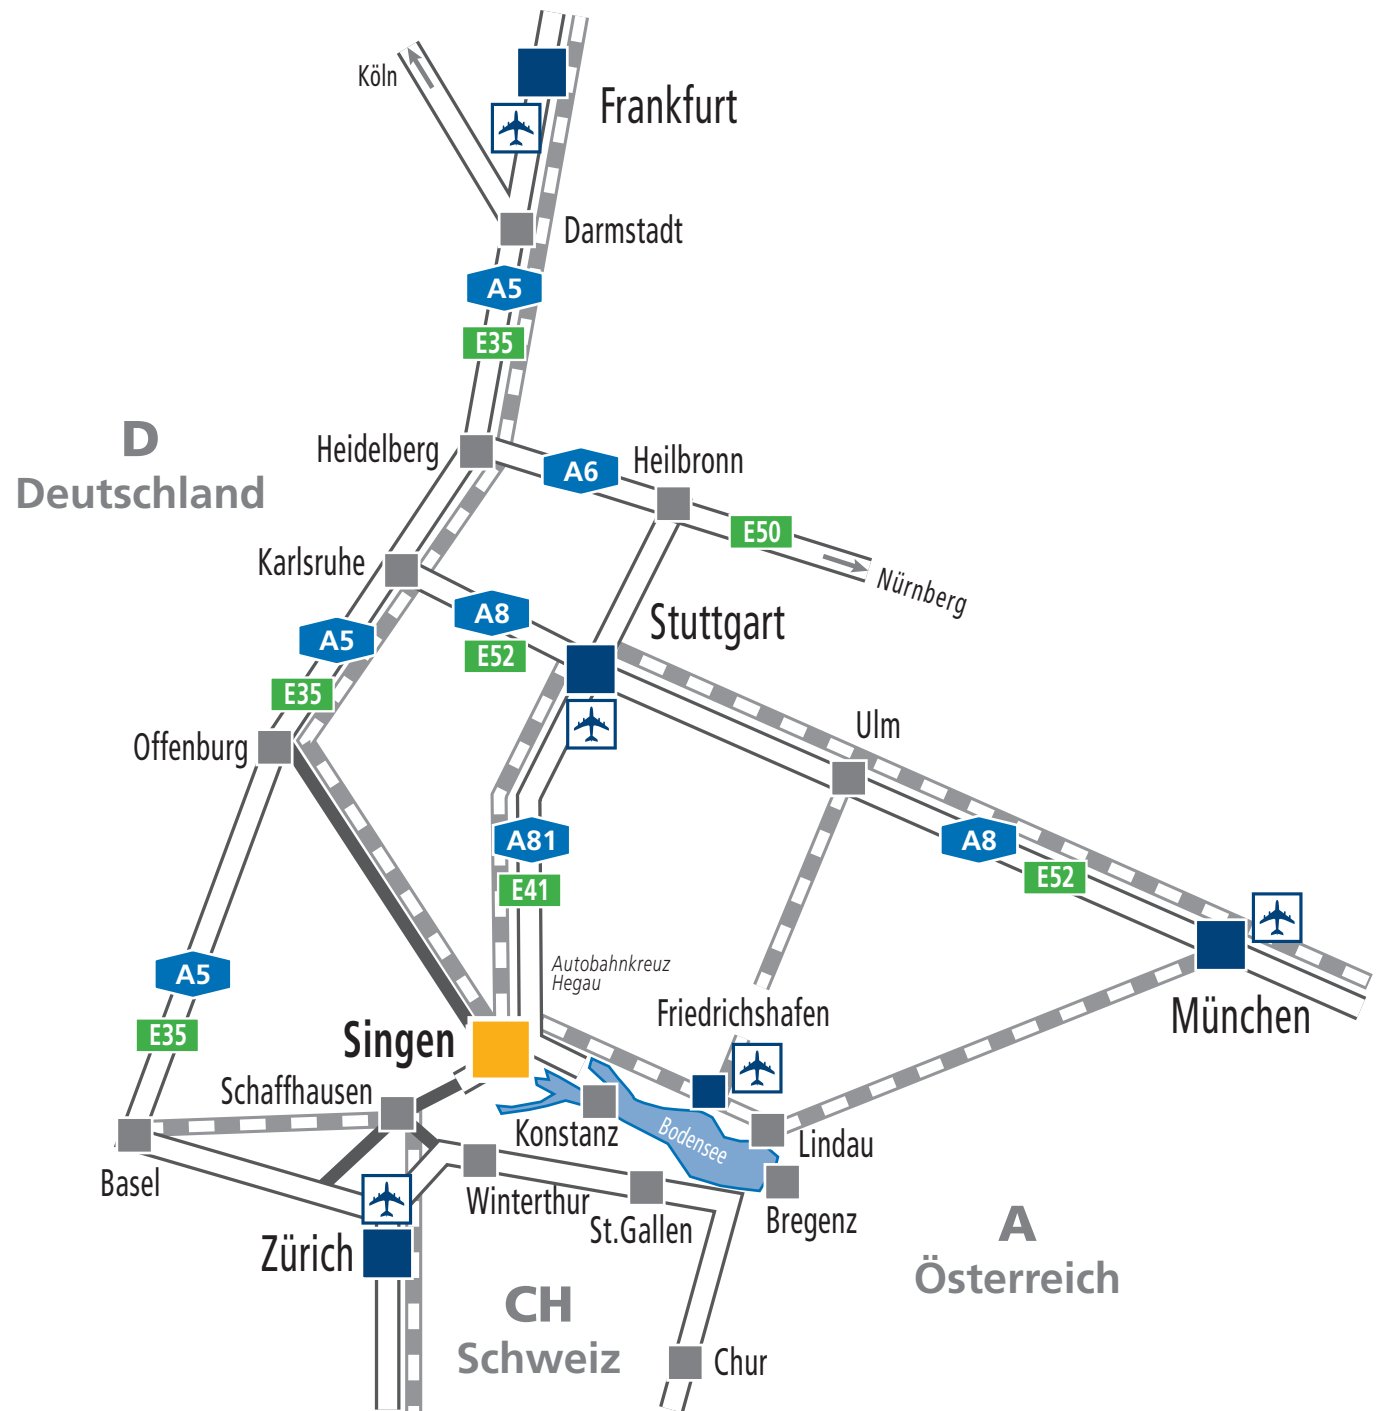 Köln
Frankfurt
Darmstadt
A5
E35
D
Deutschland
Heidelberg
A6
Heilbronn
E50
Nürnberg
Karlsruhe
A8
E52
Stuttgart
A5
E35
Offenburg
Ulm
A81
E41
A8
E52
A5
E35
Autobahnkreuz
Hegau
Friedrichshafen
München
Singen
Schaffhausen
Konstanz
Bodensee
Lindau
Basel
Winterthur
St.Gallen
Bregenz
Zürich
A
Österreich
CH
Schweiz
Chur